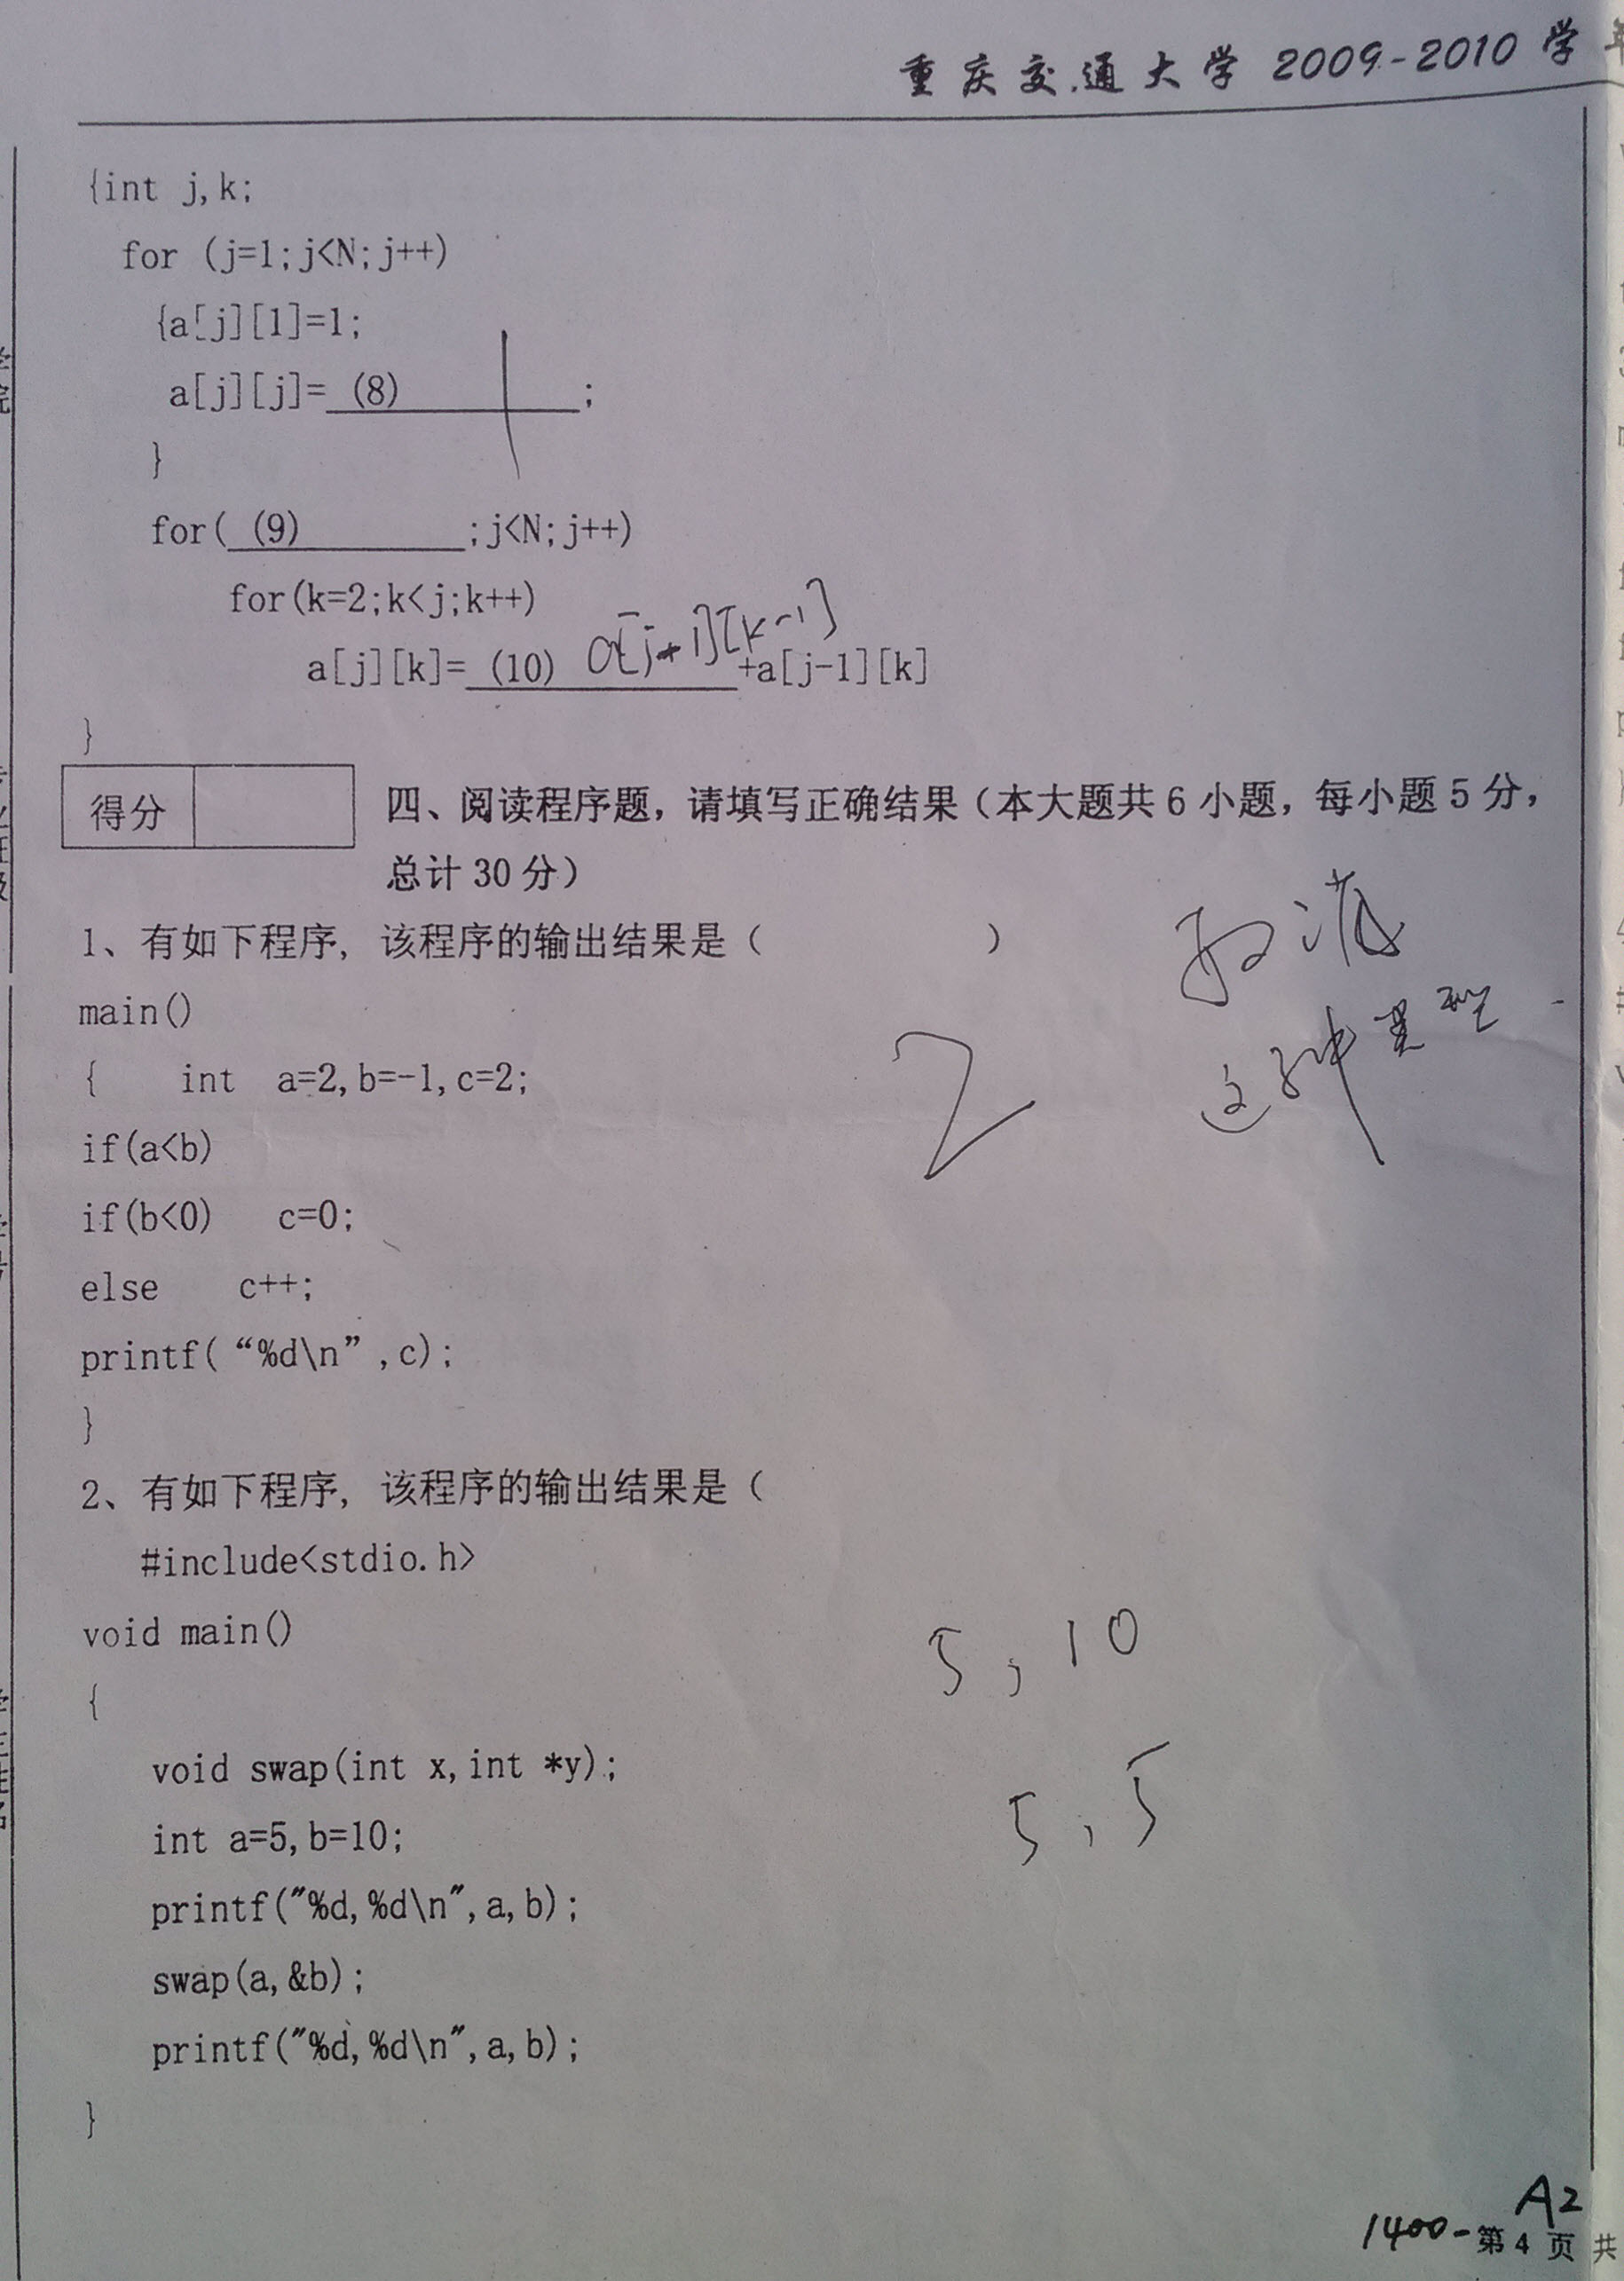 重庆交通大学 2009-2010 学
{int j,k;
for (j=1;j<N;j++)
{a[j][1]=1;
a[j][j]= (8) 1 ;
}
for( (9) ;j<N;j++)
for(k=2;k<j;k++)
a[j][k]= (10) a[j-1][k-1] +a[j-1][k]
}
得分
四、阅读程序题，请填写正确结果（本大题共 6 小题，每小题 5 分，
总计 30 分）
1、有如下程序, 该程序的输出结果是（ ）
main()
{ int a=2,b=-1,c=2;
2
这种类型
if(a<b)
if(b<0) c=0;
else c++;
printf(“%d\n”,c);
}
2、有如下程序, 该程序的输出结果是（
#include<stdio.h>
void main()
5, 10
{
void swap(int x,int *y);
5, 5
int a=5,b=10;
printf("%d,%d\n",a,b);
swap(a,&b);
printf("%d,%d\n",a,b);
}
A2
1400-第 4 页 共